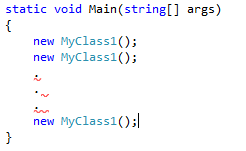 static void Main(string[] args)
{
    new MyClass1();
    new MyClass1();
    .
    .
    .
    new MyClass1();
}